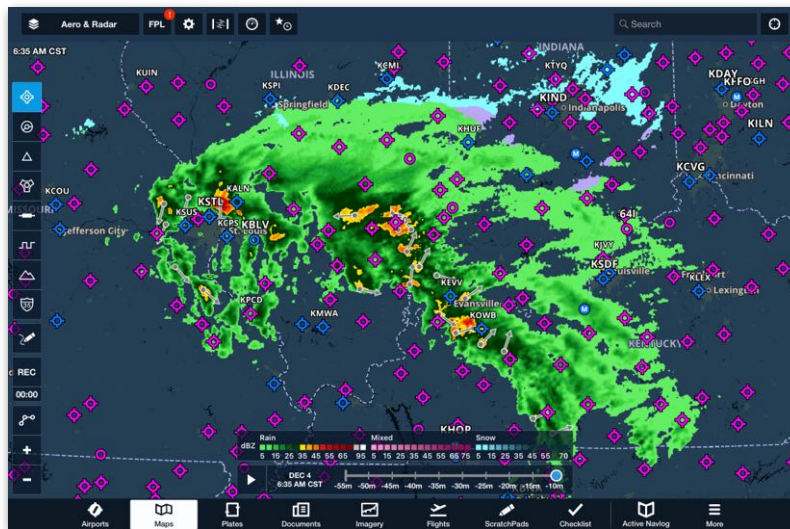 Aero & Radar
FPL
!
Search
6:35 AM CST
INDIANA
ILLINOIS
KUIN
KCMI
KTYQ
KDAY
KFFO
KSPI
KDEC
Springfield
KIND
Indianapolis
Dayton
KILN
KHUF
KCVG
KCOU
KALN
KSTL
KSUS
KCPS
KBLV
St. Louis
Jefferson City
64I
KJVY
KSDF
KLEX
Lexington
KEVV
Evansville
KPCD
KMWA
KOWB
KENTUCKY
KHOP
REC
00:00
Rain
Mixed
Snow
dBZ
5 15 25 35 45 55 65 95
5 15 25 35 45 55 65 75
5 15 25 35 45 55 70
DEC 4
6:35 AM CST
-55m -50m -45m -40m -35m -30m -25m -20m -15m -10m
Airports
Maps
Plates
Documents
Imagery
Flights
ScratchPads
Checklist
Active Navlog
More